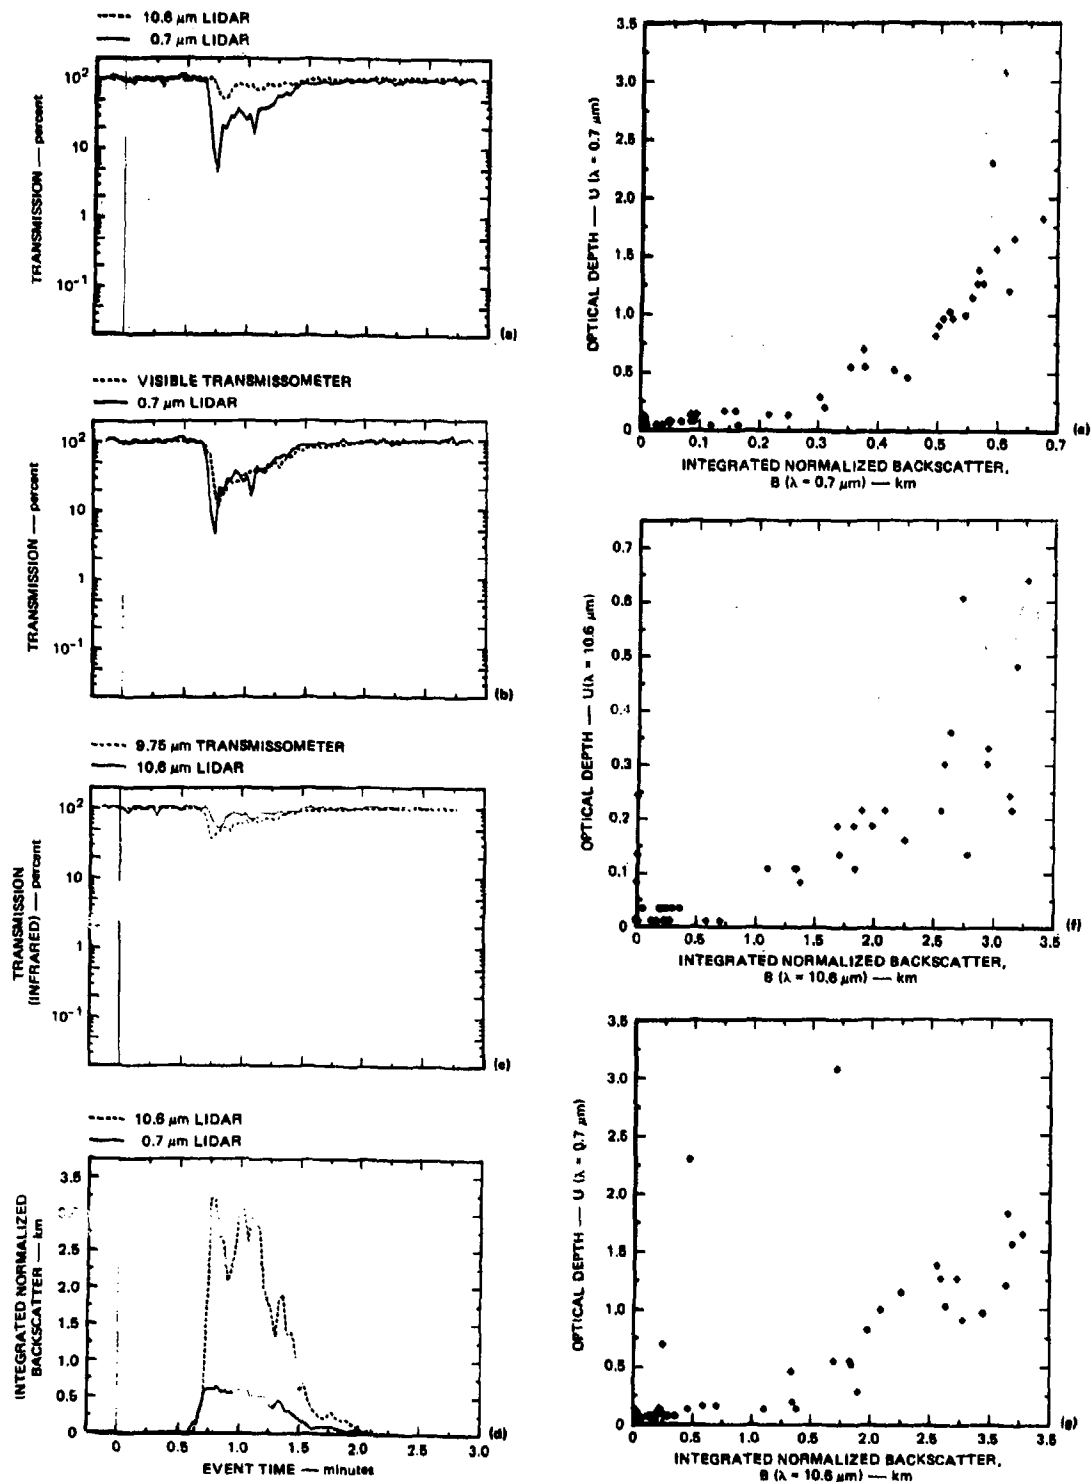 10.6 µm LIDAR
0.7 µm LIDAR
TRANSMISSION — percent
10²
10
1
10⁻¹
(a)
VISIBLE TRANSMISSOMETER
0.7 µm LIDAR
TRANSMISSION — percent
10²
10
1
10⁻¹
(b)
9.75 µm TRANSMISSOMETER
10.6 µm LIDAR
TRANSMISSION
(INFRARED) — percent
10²
10
1
10⁻¹
(c)
10.6 µm LIDAR
0.7 µm LIDAR
INTEGRATED NORMALIZED
BACKSCATTER — km
3.5
2.5
2.0
1.5
1.0
0.5
0
(d)
0 0.5 1.0 1.5 2.0 2.5 3.0
EVENT TIME — minutes
OPTICAL DEPTH — U (λ = 0.7 µm)
3.5
3.0
2.5
2.0
1.5
1.0
0.5
0
(e)
0 0.1 0.2 0.3 0.4 0.5 0.6 0.7
INTEGRATED NORMALIZED BACKSCATTER,
B (λ = 0.7 µm) — km
OPTICAL DEPTH — U(λ = 10.6 µm)
0.7
0.6
0.5
0.4
0.3
0.2
0.1
0
(f)
0 0.5 1.0 1.5 2.0 2.5 3.0 3.5
INTEGRATED NORMALIZED BACKSCATTER,
B (λ = 10.6 µm) — km
OPTICAL DEPTH — U (λ = 0.7 µm)
3.5
3.0
2.5
2.0
1.5
1.0
0.5
0
(g)
0 0.5 1.0 0.5 2.0 2.5 3.5 3.5
INTEGRATED NORMALIZED BACKSCATTER,
B (λ = 10.6 µm) — km